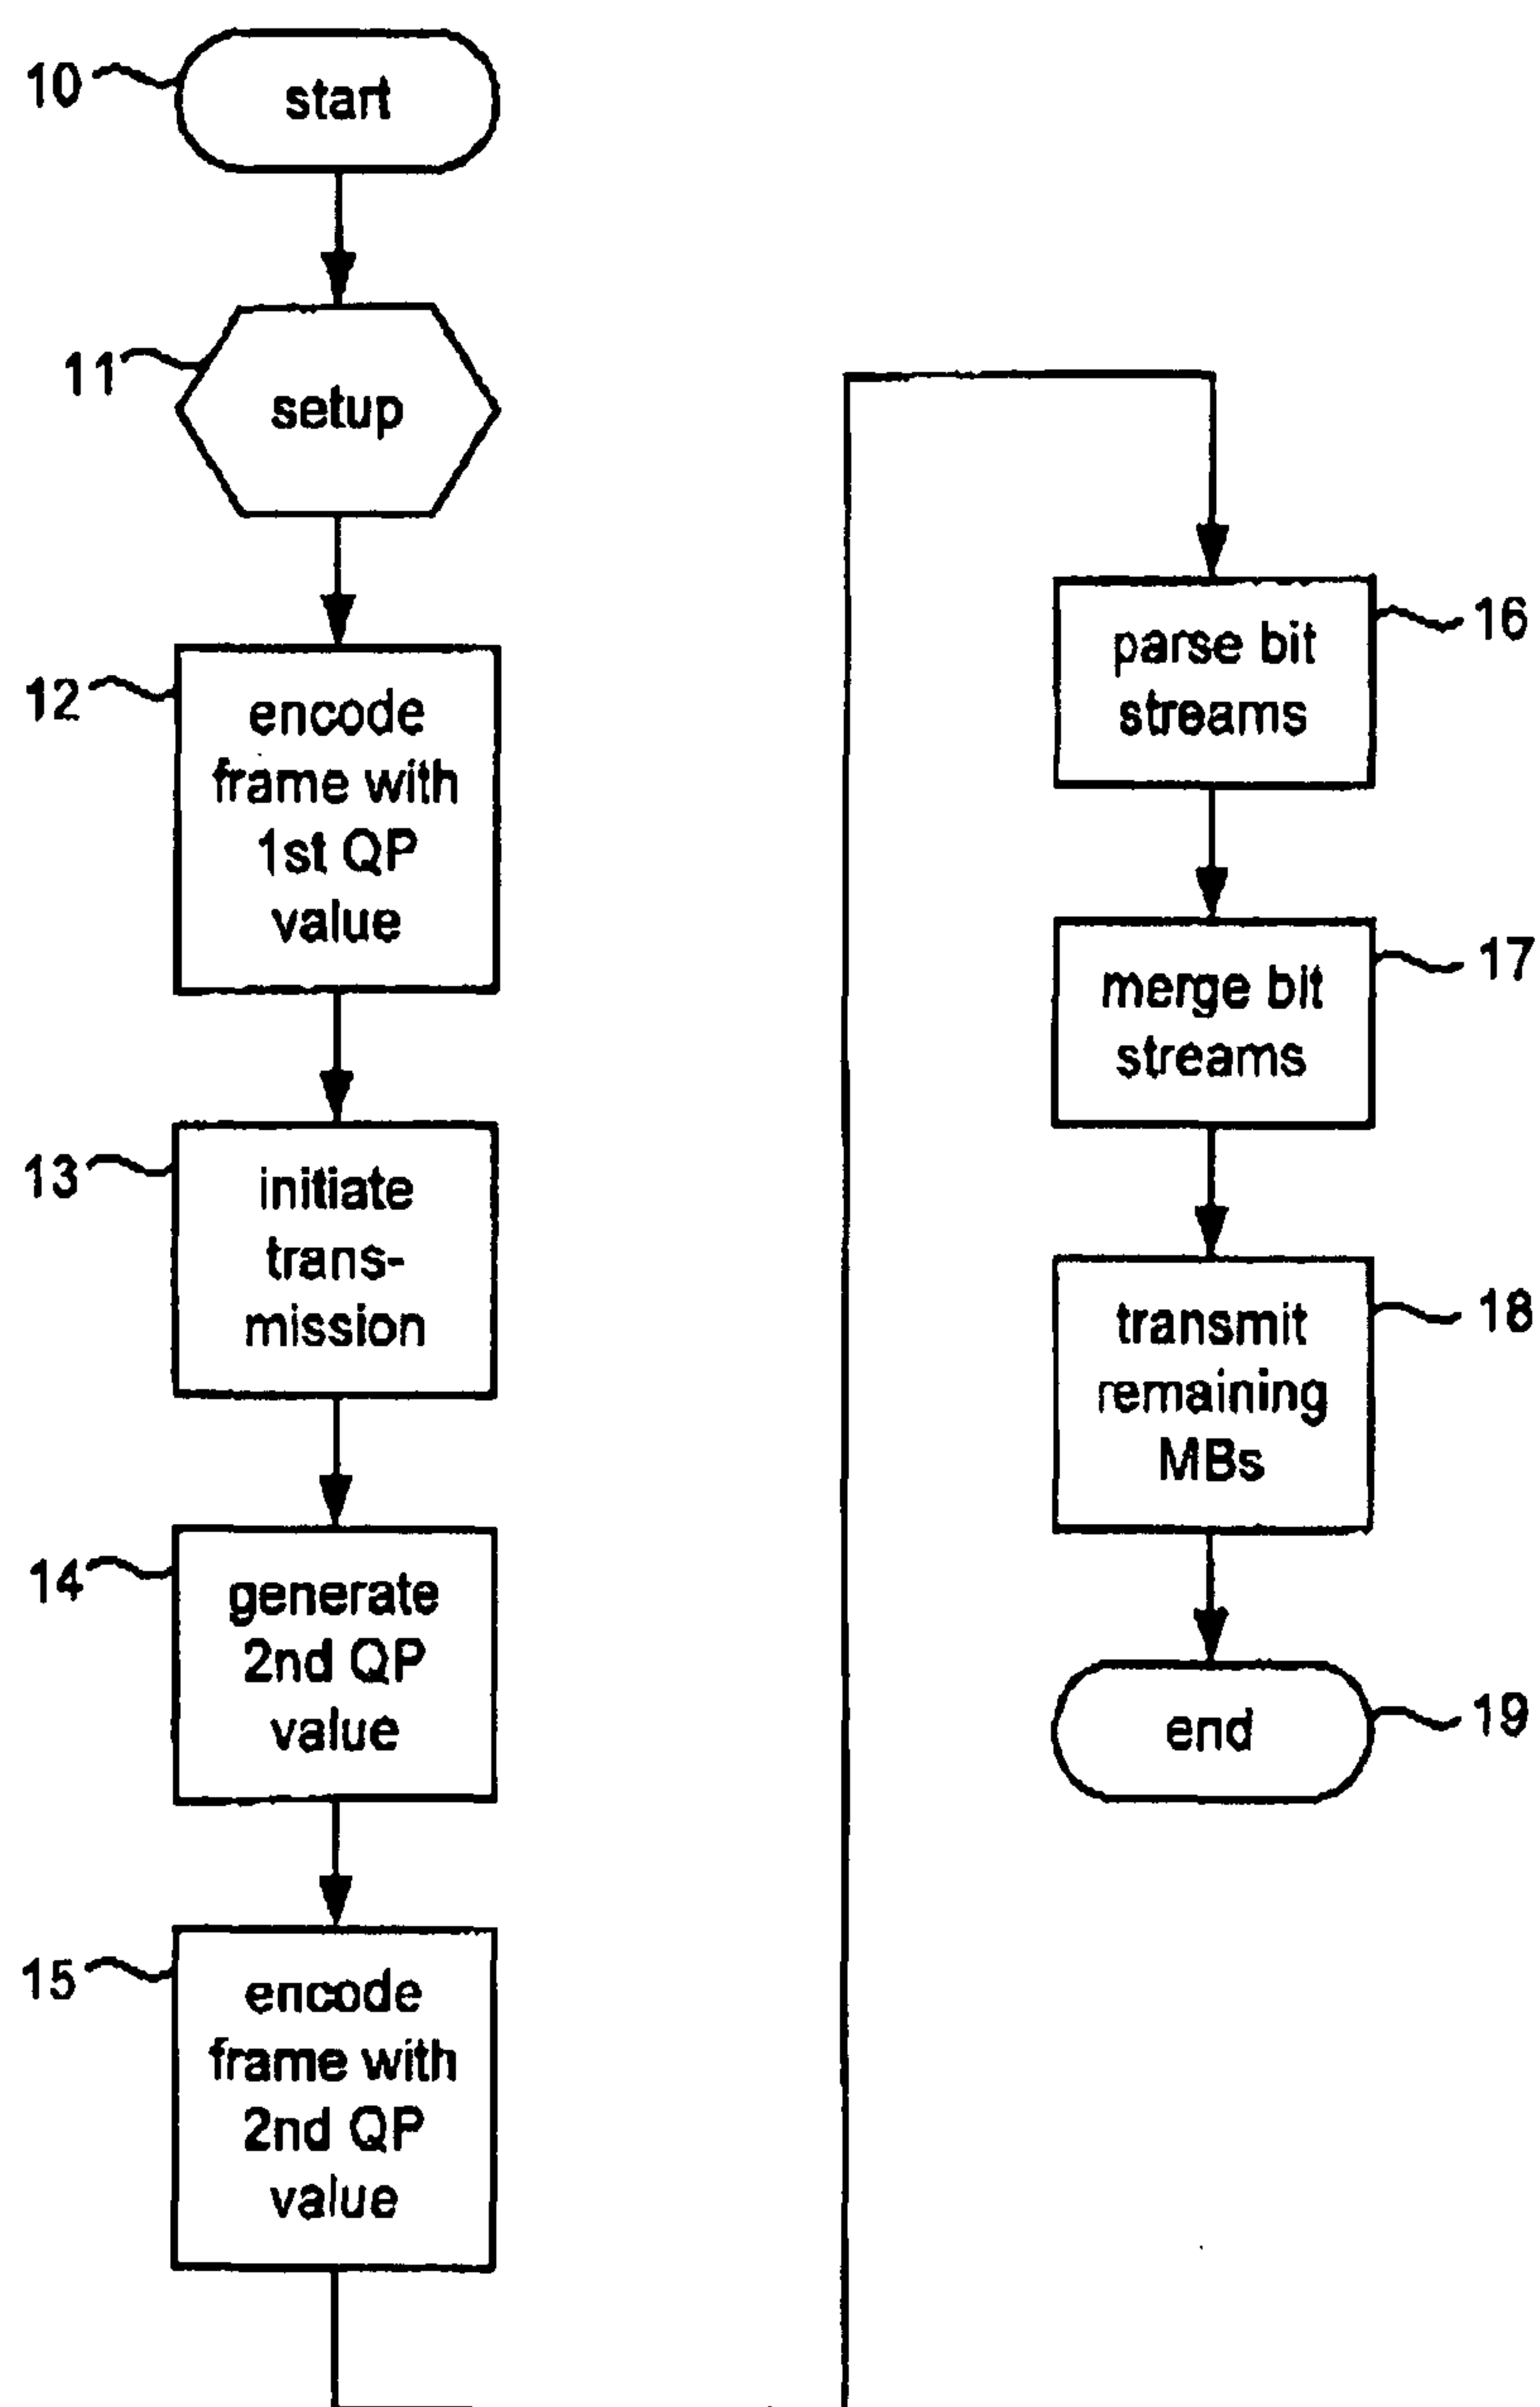 10
start
11
setup
12
encode
frame with
1st QP
value
13
initiate
trans-
mission
14
generate
2nd QP
value
15
encode
frame with
2nd QP
value
16
parse bit
streams
17
merge bit
streams
18
transmit
remaining
MBs
19
end